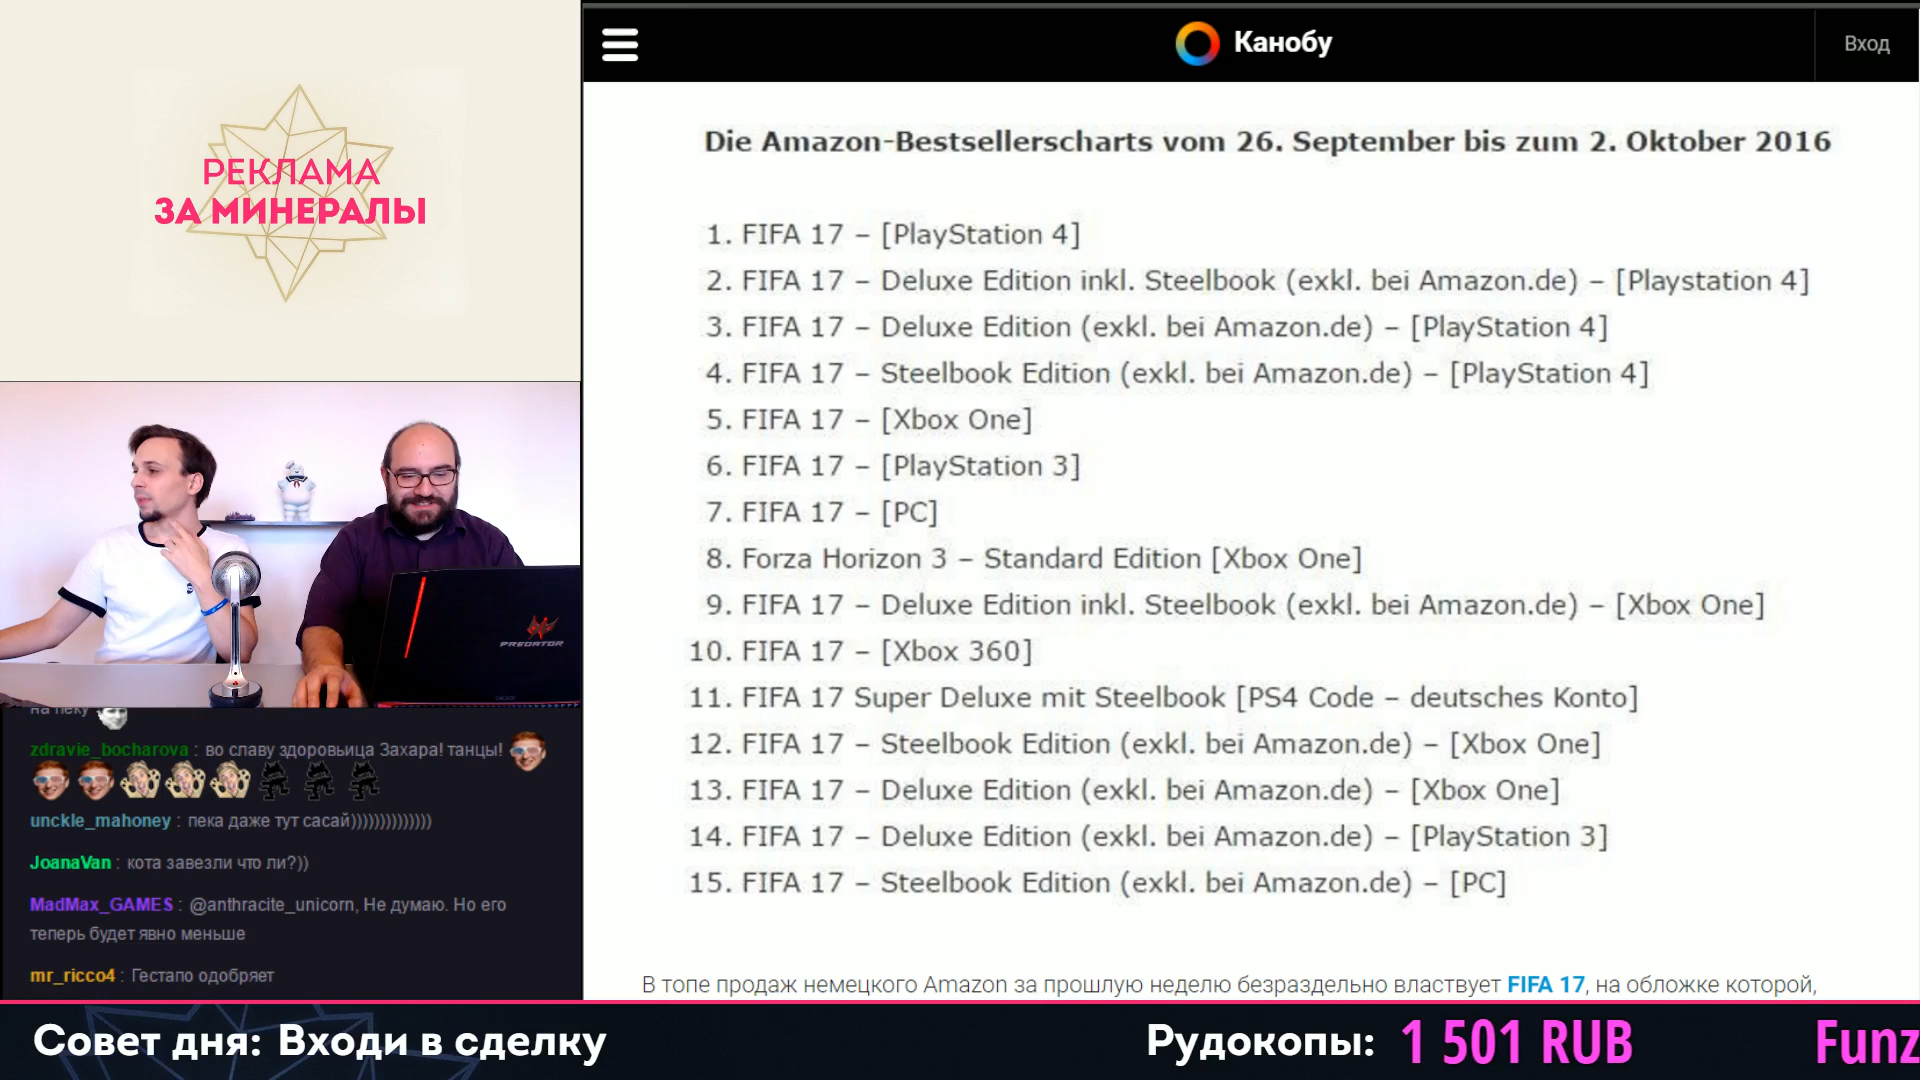 РЕКЛАМА
ЗА МИНЕРАЛЫ
PREDATOR
на пеку
zdravie_bocharova : во славу здоровьица Захара! танцы!
unckle_mahoney : пека даже тут сасай))))))))))))))
JoanaVan : кота завезли что ли?))
MadMax_GAMES : @anthracite_unicorn, Не думаю. Но его
теперь будет явно меньше
mr_ricco4 : Гестапо одобряет
Канобу
Вход
Die Amazon-Bestsellerscharts vom 26. September bis zum 2. Oktober 2016
1. FIFA 17 – [PlayStation 4]
2. FIFA 17 – Deluxe Edition inkl. Steelbook (exkl. bei Amazon.de) – [Playstation 4]
3. FIFA 17 – Deluxe Edition (exkl. bei Amazon.de) – [PlayStation 4]
4. FIFA 17 – Steelbook Edition (exkl. bei Amazon.de) – [PlayStation 4]
5. FIFA 17 – [Xbox One]
6. FIFA 17 – [PlayStation 3]
7. FIFA 17 – [PC]
8. Forza Horizon 3 – Standard Edition [Xbox One]
9. FIFA 17 – Deluxe Edition inkl. Steelbook (exkl. bei Amazon.de) – [Xbox One]
10. FIFA 17 – [Xbox 360]
11. FIFA 17 Super Deluxe mit Steelbook [PS4 Code – deutsches Konto]
12. FIFA 17 – Steelbook Edition (exkl. bei Amazon.de) – [Xbox One]
13. FIFA 17 – Deluxe Edition (exkl. bei Amazon.de) – [Xbox One]
14. FIFA 17 – Deluxe Edition (exkl. bei Amazon.de) – [PlayStation 3]
15. FIFA 17 – Steelbook Edition (exkl. bei Amazon.de) – [PC]
В топе продаж немецкого Amazon за прошлую неделю безраздельно властвует FIFA 17, на обложке которой,
Совет дня: Входи в сделку
Рудокопы: 1 501 RUB Funz